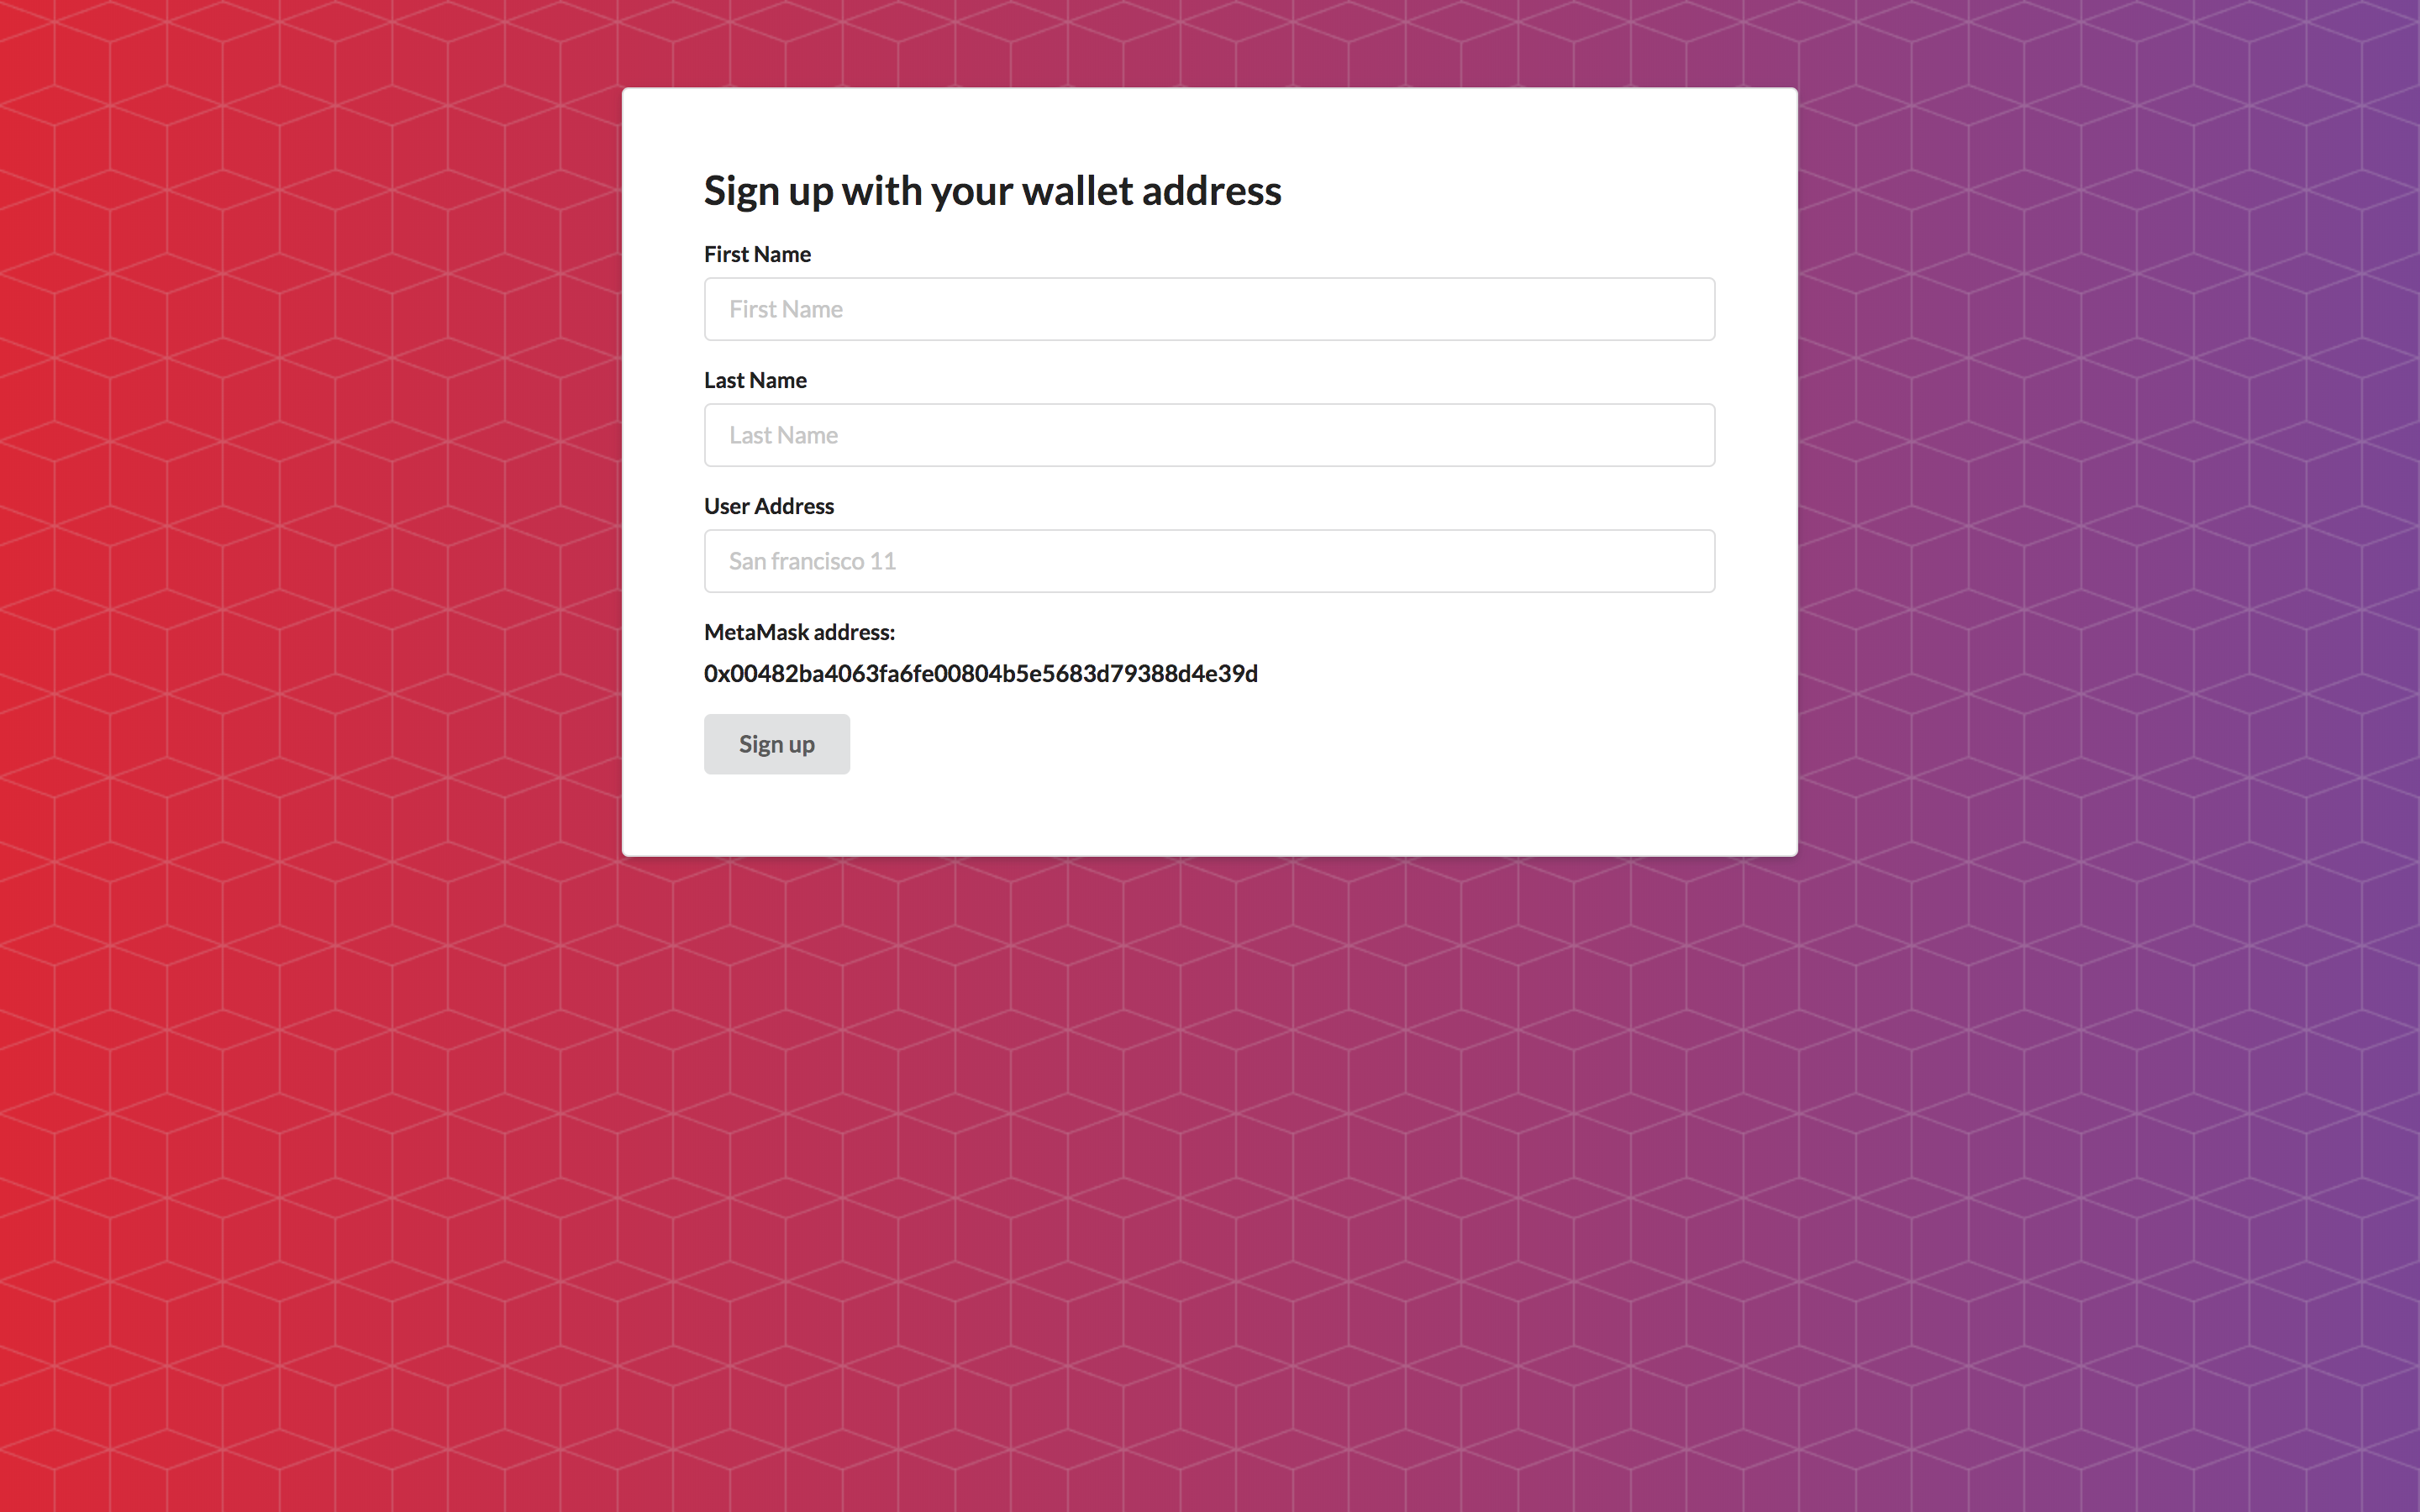 Sign up with your wallet address
First Name
First Name
Last Name
Last Name
User Address
San francisco 11
MetaMask address:
0x00482ba4063fa6fe00804b5e5683d79388d4e39d
Sign up